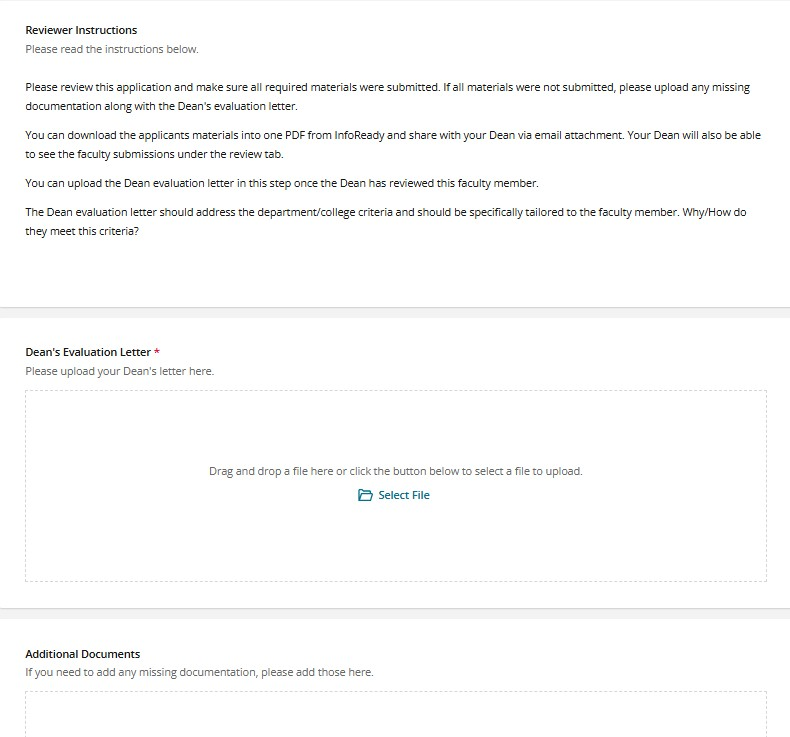 Reviewer Instructions
Please read the instructions below.
Please review this application and make sure all required materials were submitted. If all materials were not submitted, please upload any missing
documentation along with the Dean's evaluation letter.
You can download the applicants materials into one PDF from InfoReady and share with your Dean via email attachment. Your Dean will also be able
to see the faculty submissions under the review tab.
You can upload the Dean evaluation letter in this step once the Dean has reviewed this faculty member.
The Dean evaluation letter should address the department/college criteria and should be specifically tailored to the faculty member. Why/How do
they meet this criteria?
Dean's Evaluation Letter *
Please upload your Dean's letter here.
Drag and drop a file here or click the button below to select a file to upload.
Select File
Additional Documents
If you need to add any missing documentation, please add those here.